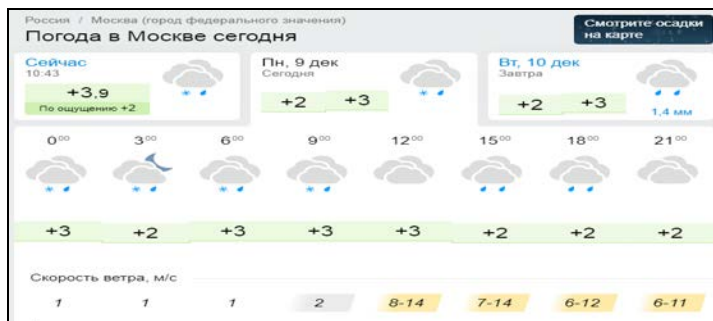 Россия / Москва (город федерального значения)
Погода в Москве сегодня
Смотрите осадки
на карте
Сейчас
10:43
+3,9
По ощущению +2
Пн, 9 дек
Сегодня
+2 +3
Вт, 10 дек
Завтра
+2 +3
1,4 мм
0⁰⁰ 3⁰⁰ 6⁰⁰ 9⁰⁰ 12⁰⁰ 15⁰⁰ 18⁰⁰ 21⁰⁰
+3 +2 +3 +3 +3 +2 +2 +2
Скорость ветра, м/с
1 1 1 2 8-14 7-14 6-12 6-11